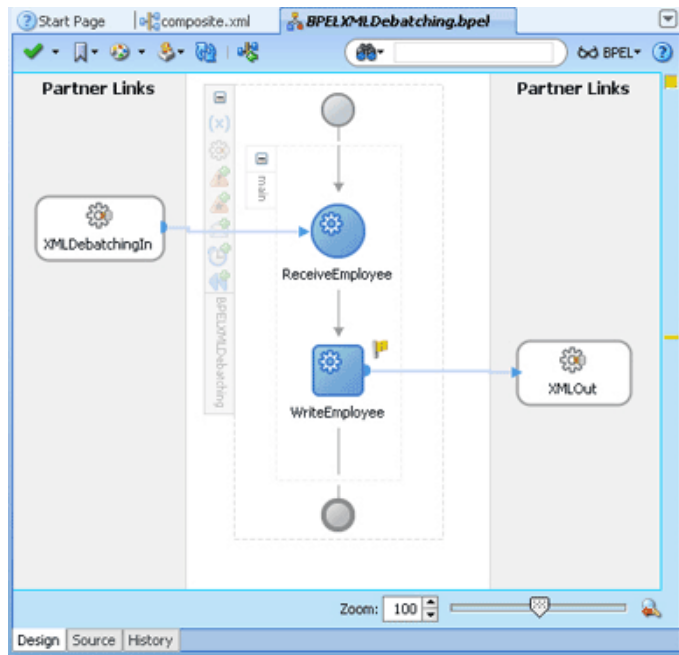 Start Page
composite.xml
BPELXMLDebatching.bpel
BPEL
Partner Links
Partner Links
main
XMLDebatchingIn
ReceiveEmployee
BPELXMLDebatching
XMLOut
WriteEmployee
Zoom: 100
Design Source History